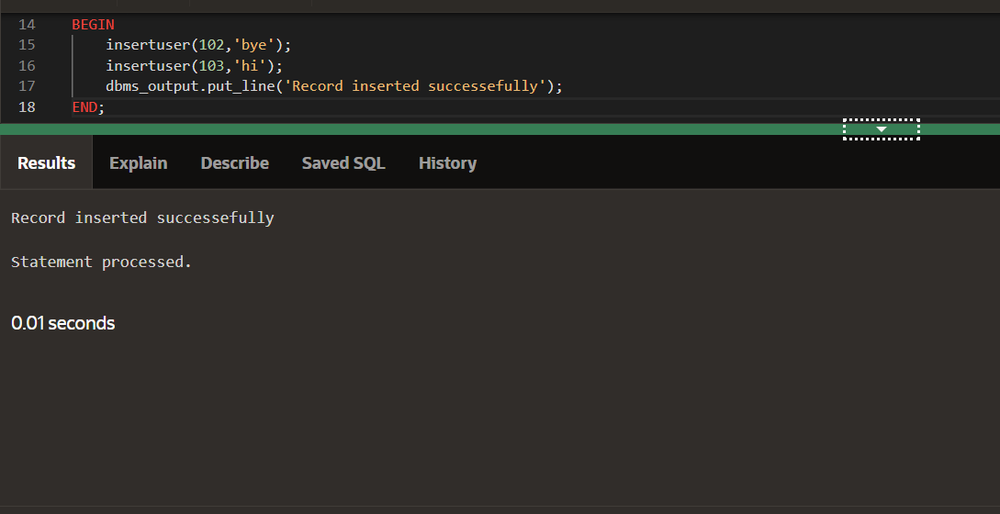 14 BEGIN
15 insertuser(102,'bye');
16 insertuser(103,'hi');
17 dbms_output.put_line('Record inserted successefully');
18 END;
Results Explain Describe Saved SQL History
Record inserted successefully
Statement processed.
0.01 seconds